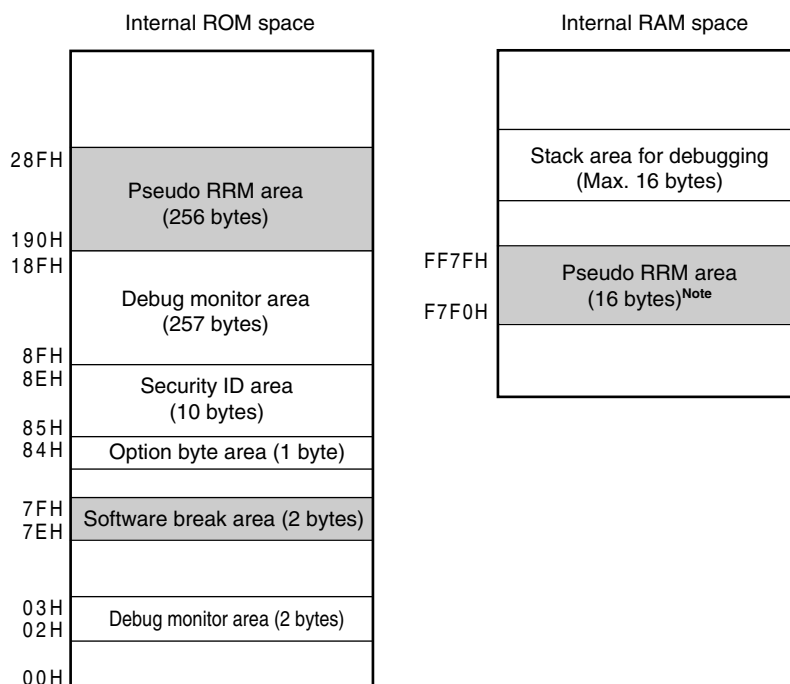 Internal ROM space
28FH
Pseudo RRM area
(256 bytes)
190H
18FH
Debug monitor area
(257 bytes)
8FH
8EH
Security ID area
(10 bytes)
85H
84H
Option byte area (1 byte)
7FH
Software break area (2 bytes)
7EH
03H
Debug monitor area (2 bytes)
02H
00H
Internal RAM space
Stack area for debugging
(Max. 16 bytes)
FF7FH
Pseudo RRM area
(16 bytes)Note
F7F0H